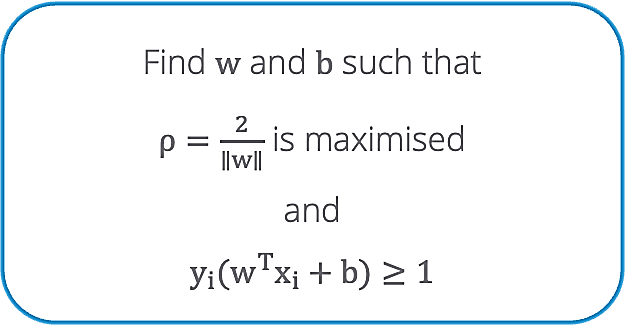 Find w and b such that
ρ = 2/‖w‖ is maximised
and
yᵢ(wᵀxᵢ + b) ≥ 1